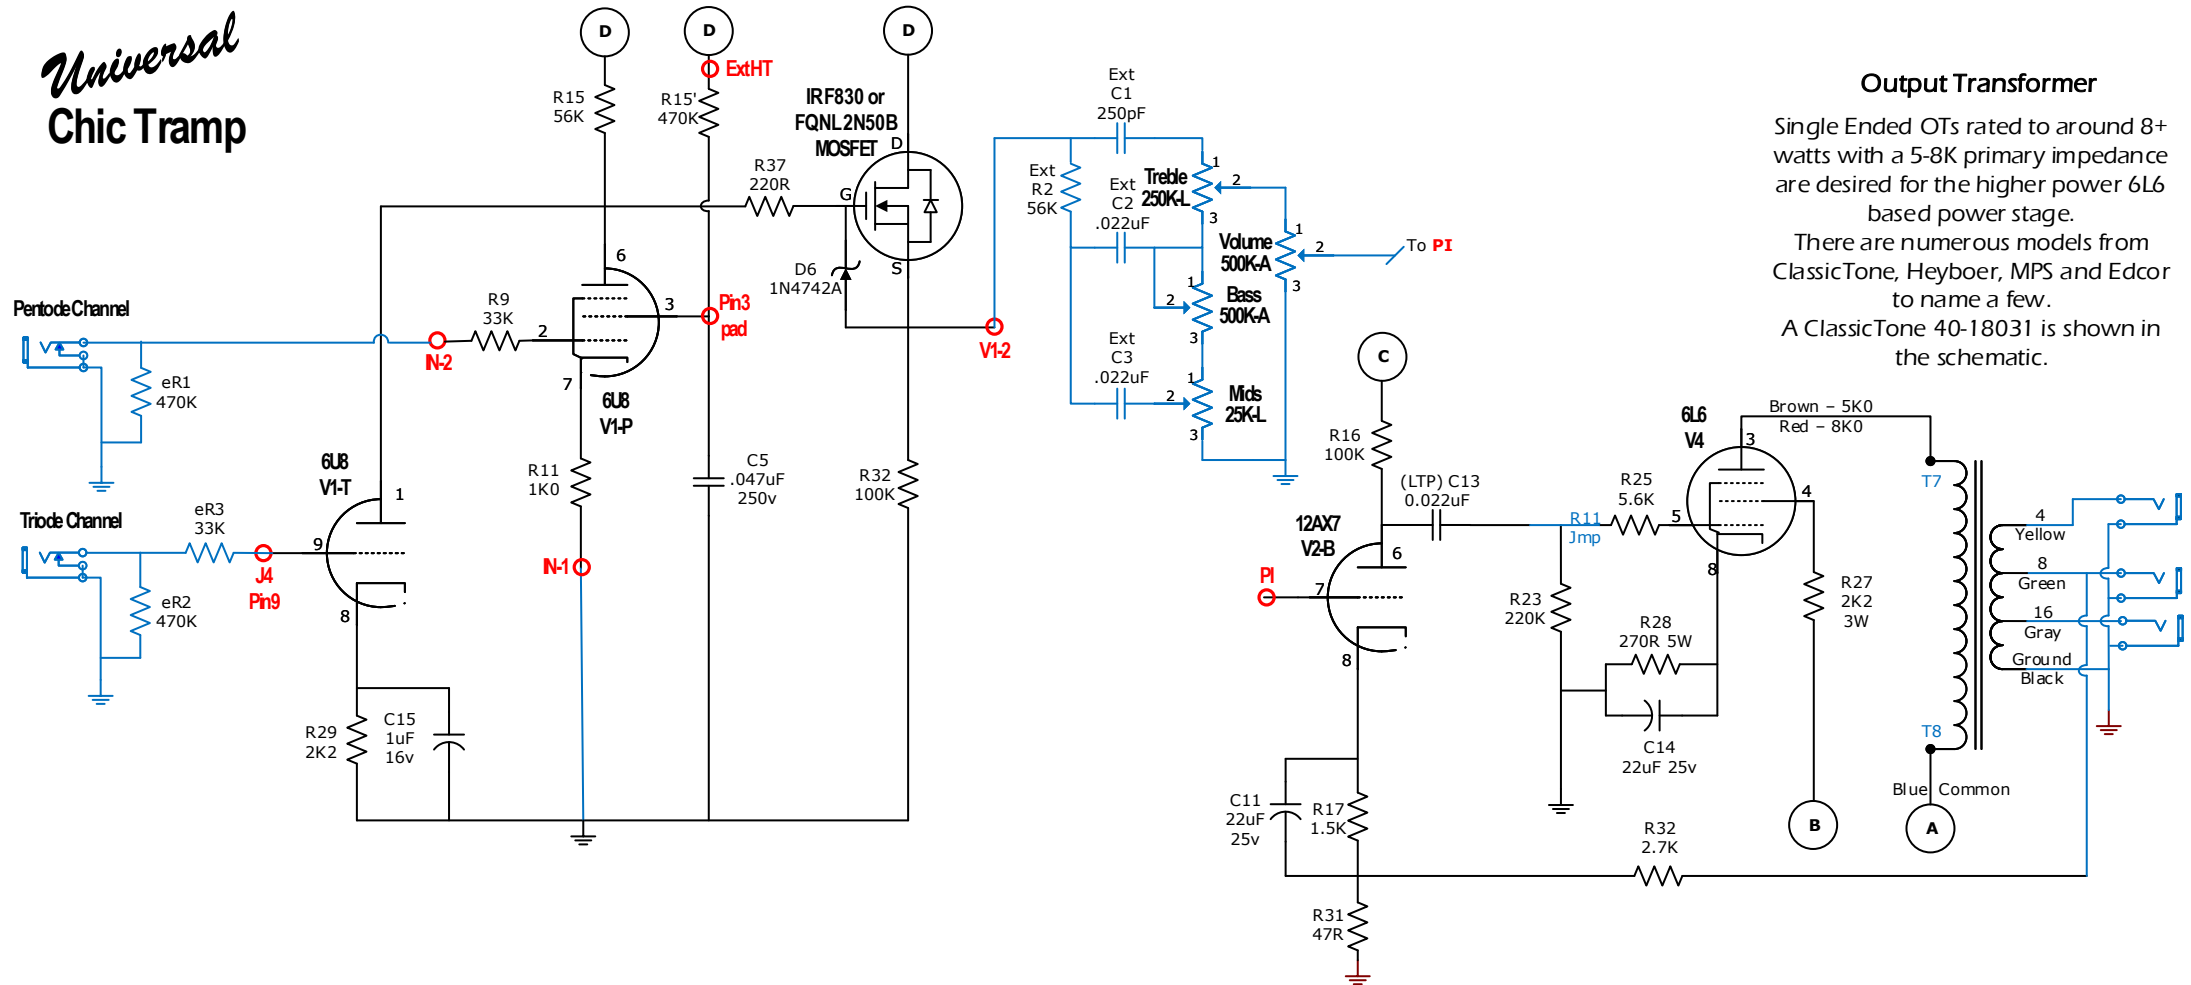 Universal
Chic Tramp
D
D
D
ExtHT
R15
56K
R15'
470K
IRF830 or
FQNL2N50B
MOSFET
D
G
S
R37
220R
D6
1N4742A
6
3
2
7
Pin3
pad
R9
33K
IN-2
6U8
V1-P
Pentode Channel
eR1
470K
R11
1K0
IN-1
C5
.047uF
250v
R32
100K
V1-2
6U8
V1-T
1
9
8
Triode Channel
eR3
33K
J4
Pin9
eR2
470K
R29
2K2
C15
1uF
16v
Ext
C1
250pF
Ext
R2
56K
Ext
C2
.022uF
Treble
250K-L
1
2
3
Volume
500K-A
1
2
3
To PI
Bass
500K-A
1
2
3
Ext
C3
.022uF
Mids
25K-L
1
2
3
C
R16
100K
(LTP) C13
0.022uF
12AX7
V2-B
6
7
8
PI
R11
Jmp
R25
5.6K
R23
220K
R28
270R 5W
C14
22uF 25v
6L6
V4
3
4
5
8
R27
2K2
3W
B
C11
22uF
25v
R17
1.5K
R31
47R
R32
2.7K
Output Transformer
Single Ended OTs rated to around 8+
watts with a 5-8K primary impedance
are desired for the higher power 6L6
based power stage.
There are numerous models from
ClassicTone, Heyboer, MPS and Edcor
to name a few.
A ClassicTone 40-18031 is shown in
the schematic.
Brown – 5K0
Red – 8K0
T7
T8
Blue Common
A
4
Yellow
8
Green
16
Gray
Ground
Black